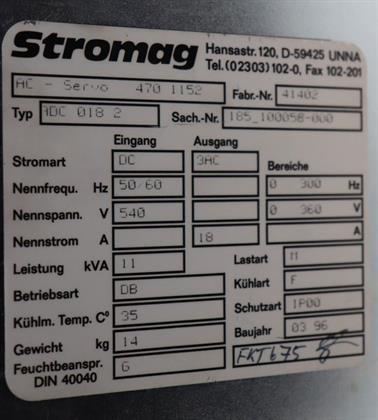 Stromag Hansastr. 120, D-59425 UNNA
Tel. (02303) 102-0, Fax 102-201
AC - Servo 470 1152 Fabr.-Nr. 41402
Typ ADC 018 2 Sach.-Nr. 185_100058-000
Eingang Ausgang
Stromart DC 3AC Bereiche
Nennfrequ. Hz 50/60 0 300 Hz
Nennspann. V 540 0 360 V
Nennstrom A 18 A
Leistung kVA 11 Lastart M
Betriebsart DB Kühlart F
Kühlm. Temp. C° 35 Schutzart IP00
Gewicht kg 14 Baujahr 03 96
Feuchtbeanspr. G FKT675
DIN 40040